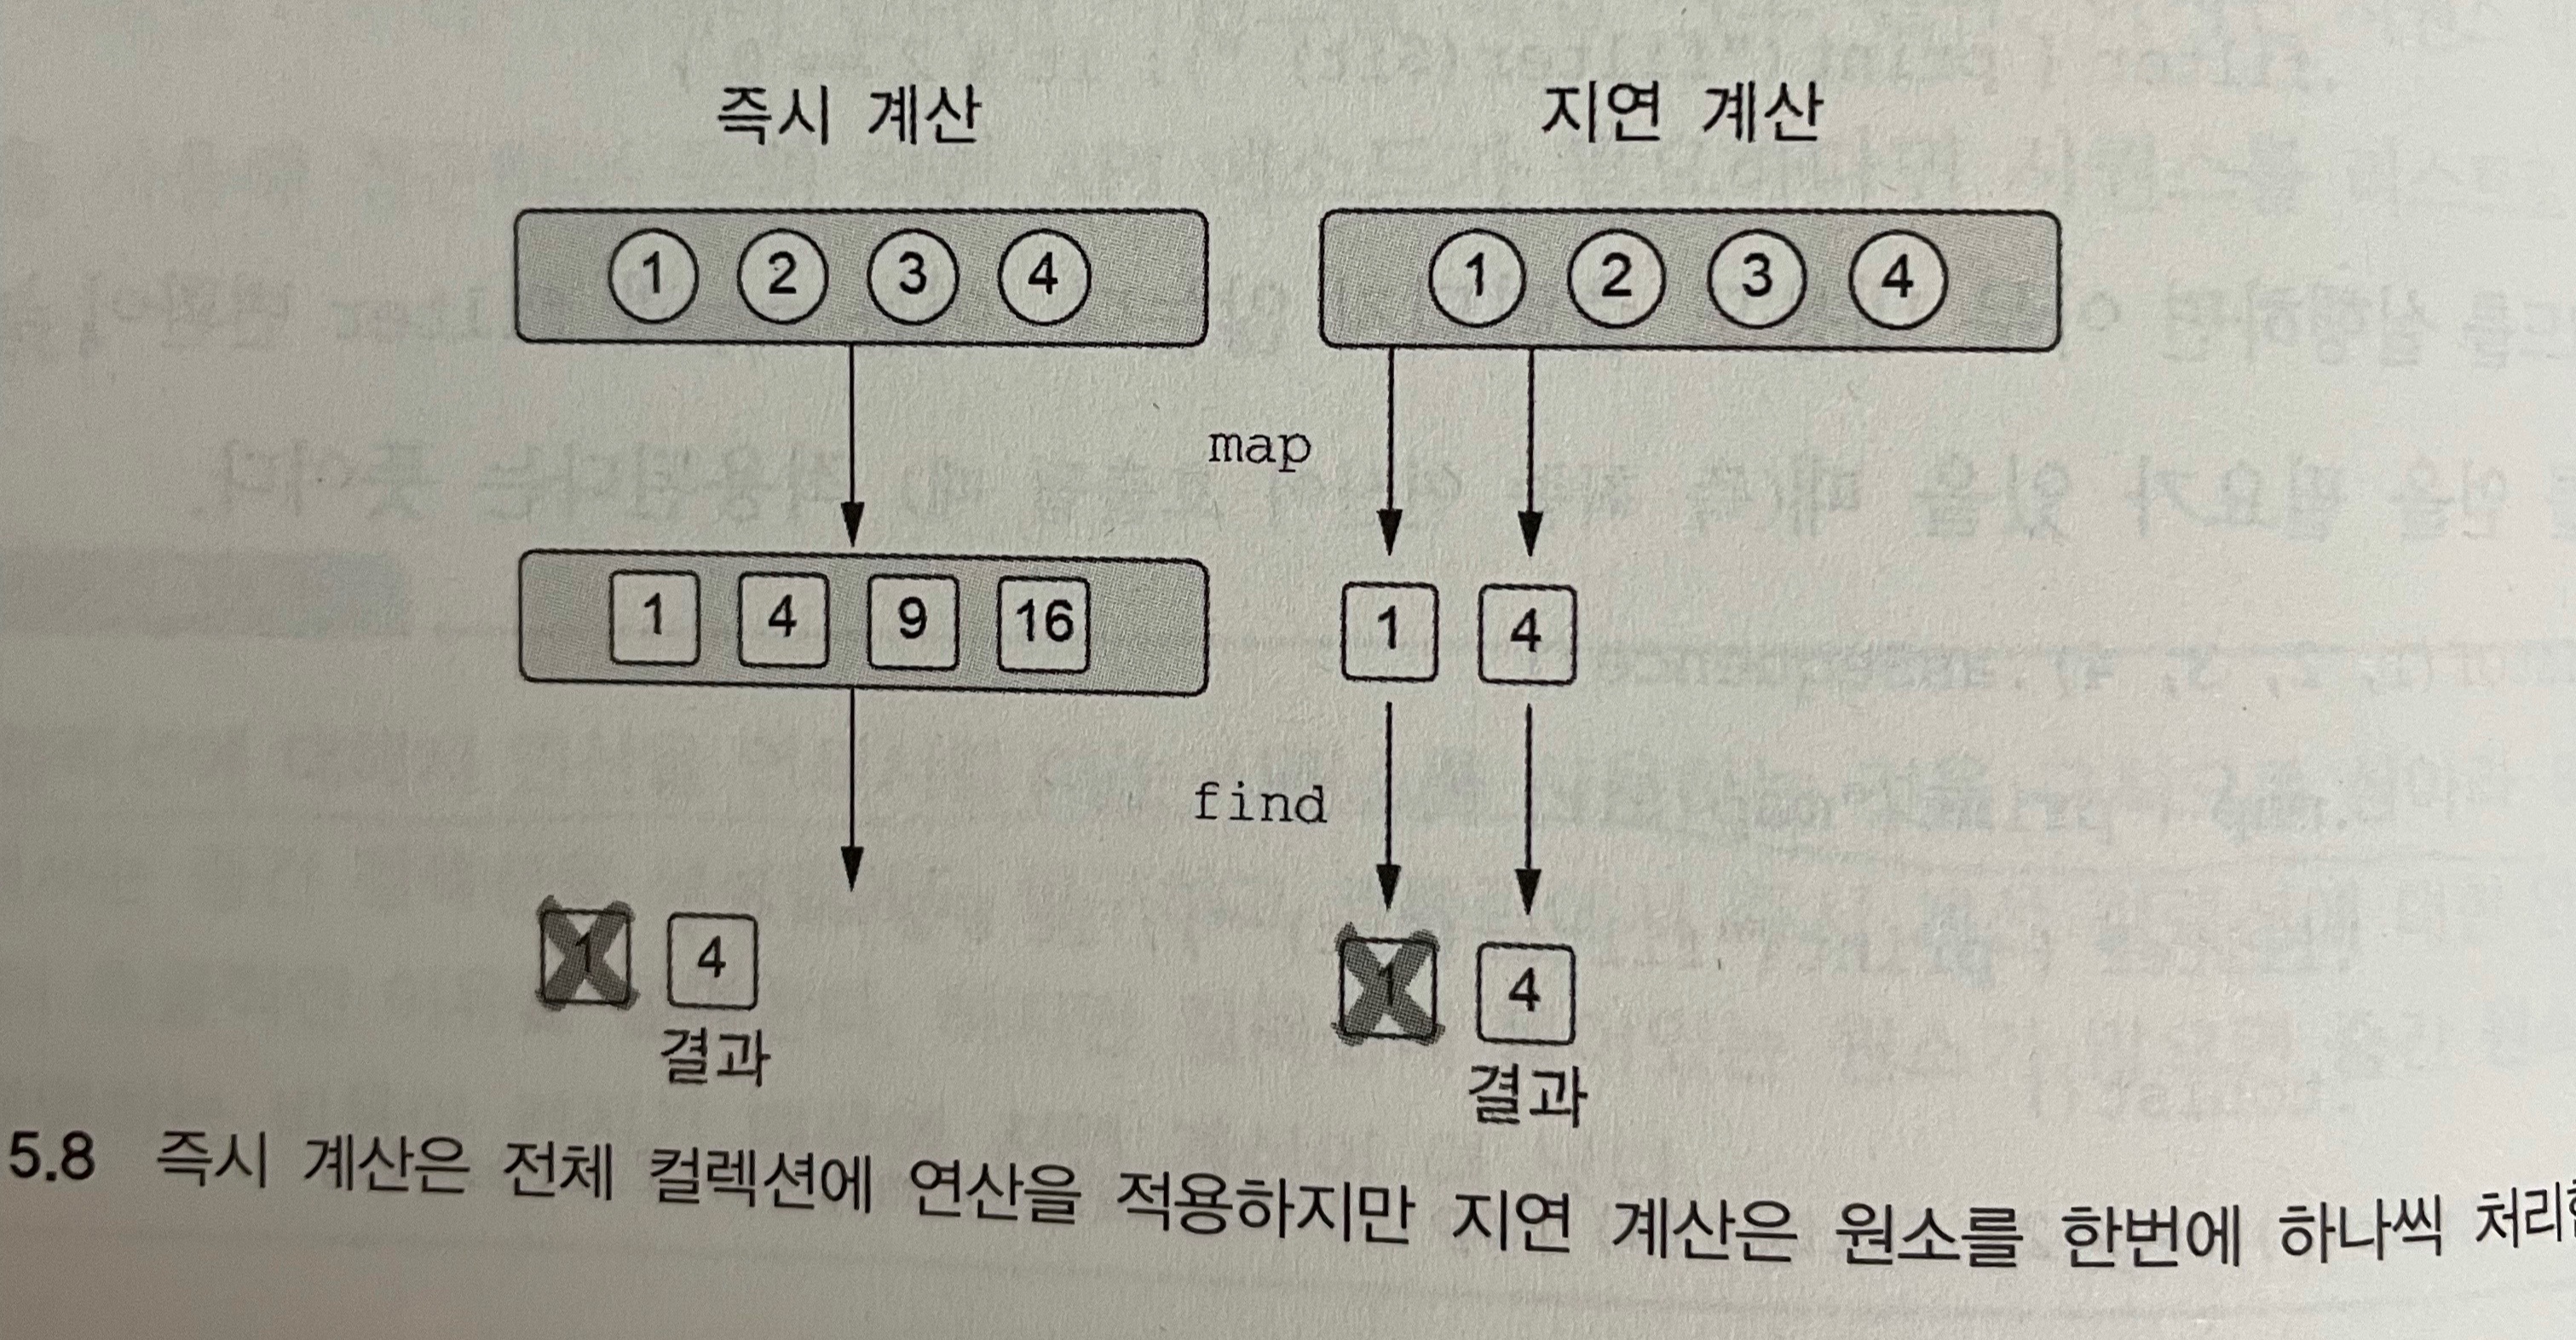 즉시 계산 지연 계산
1 2 3 4 1 2 3 4
map
1 4 9 16 1 4
find
1 4 1 4
결과 결과
5.8 즉시 계산은 전체 컬렉션에 연산을 적용하지만 지연 계산은 원소를 한번에 하나씩